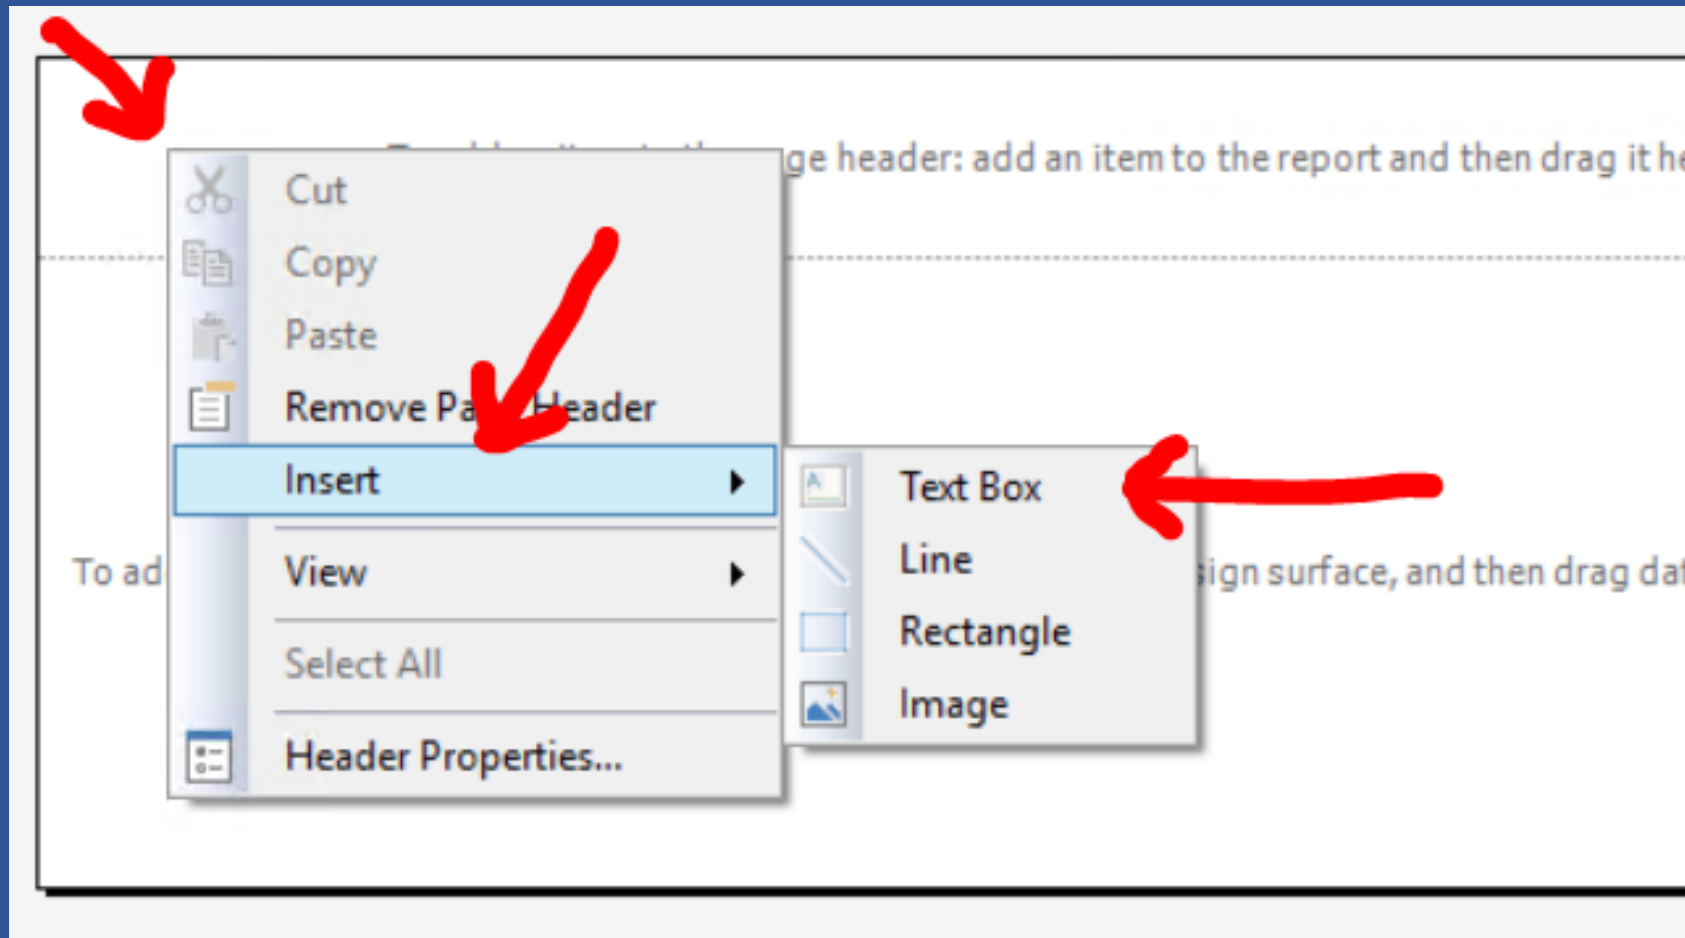 ge header: add an item to the report and then drag it he
Cut
Copy
Paste
Remove Header
Insert
View
Select All
Header Properties...
Text Box
Line
Rectangle
Image
To ad
ign surface, and then drag dat